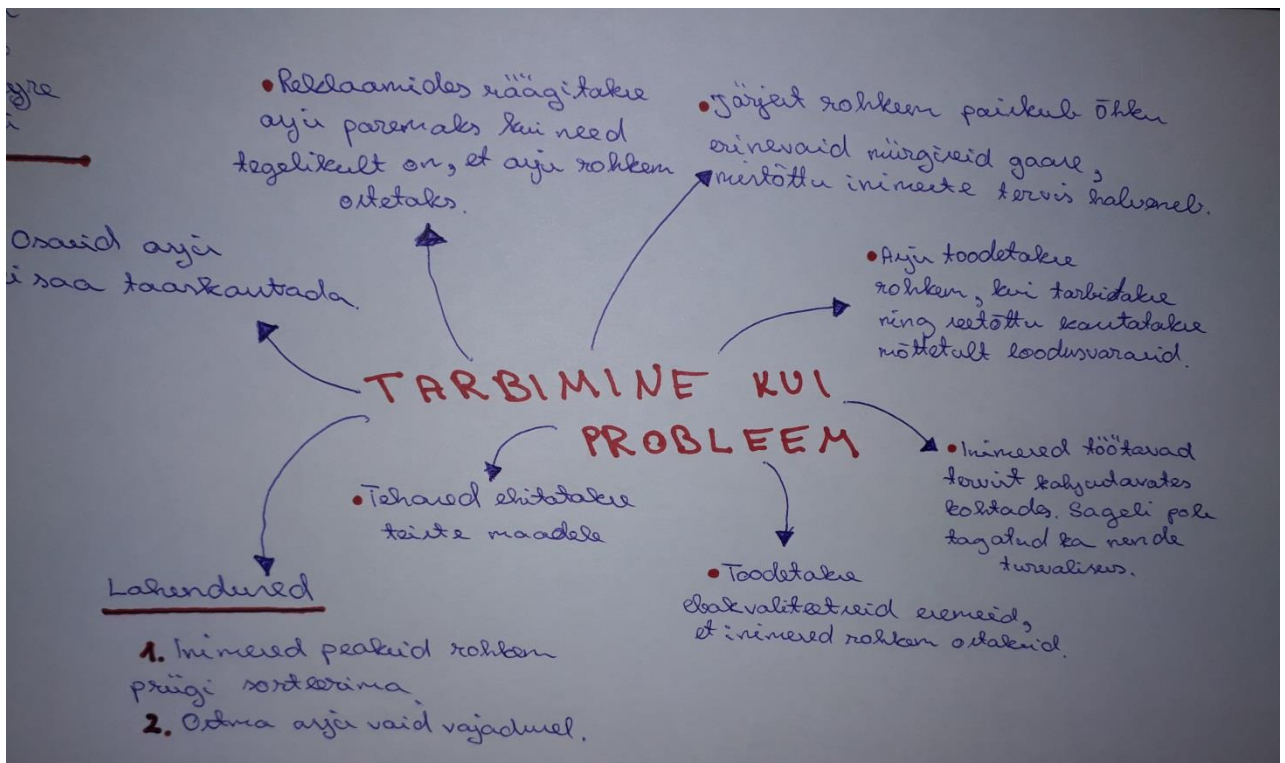 yre
i
• Reklaamides räägitakse
asju paremaks kui need
tegelikult on, et asju rohkem
ostetaks.
• Järjest rohkem paiskub õhku
erinevaid mürgiseid gaase,
mistõttu inimeste tervis halveneb.
Osasid asju
i saa taaskasutada.
• Asju toodetakse
rohkem, kui tarbitakse
ning seetõttu kasutatakse
mõttetult loodusvarasid.
TARBIMINE KUI
PROBLEEM
• Inimesed töötavad
tervist kahjustavates
kohtades. Sageli pole
tagatud ka nende
turvalisus.
• Tehased ehitatakse
teiste maadele
• Toodetakse
ebakvaliteetseid esemeid,
et inimesed rohkem ostaksid.
Lahendused
1. Inimesed peaksid rohkem
prügi sorteerima
2. Ostma asju vaid vajadusel.